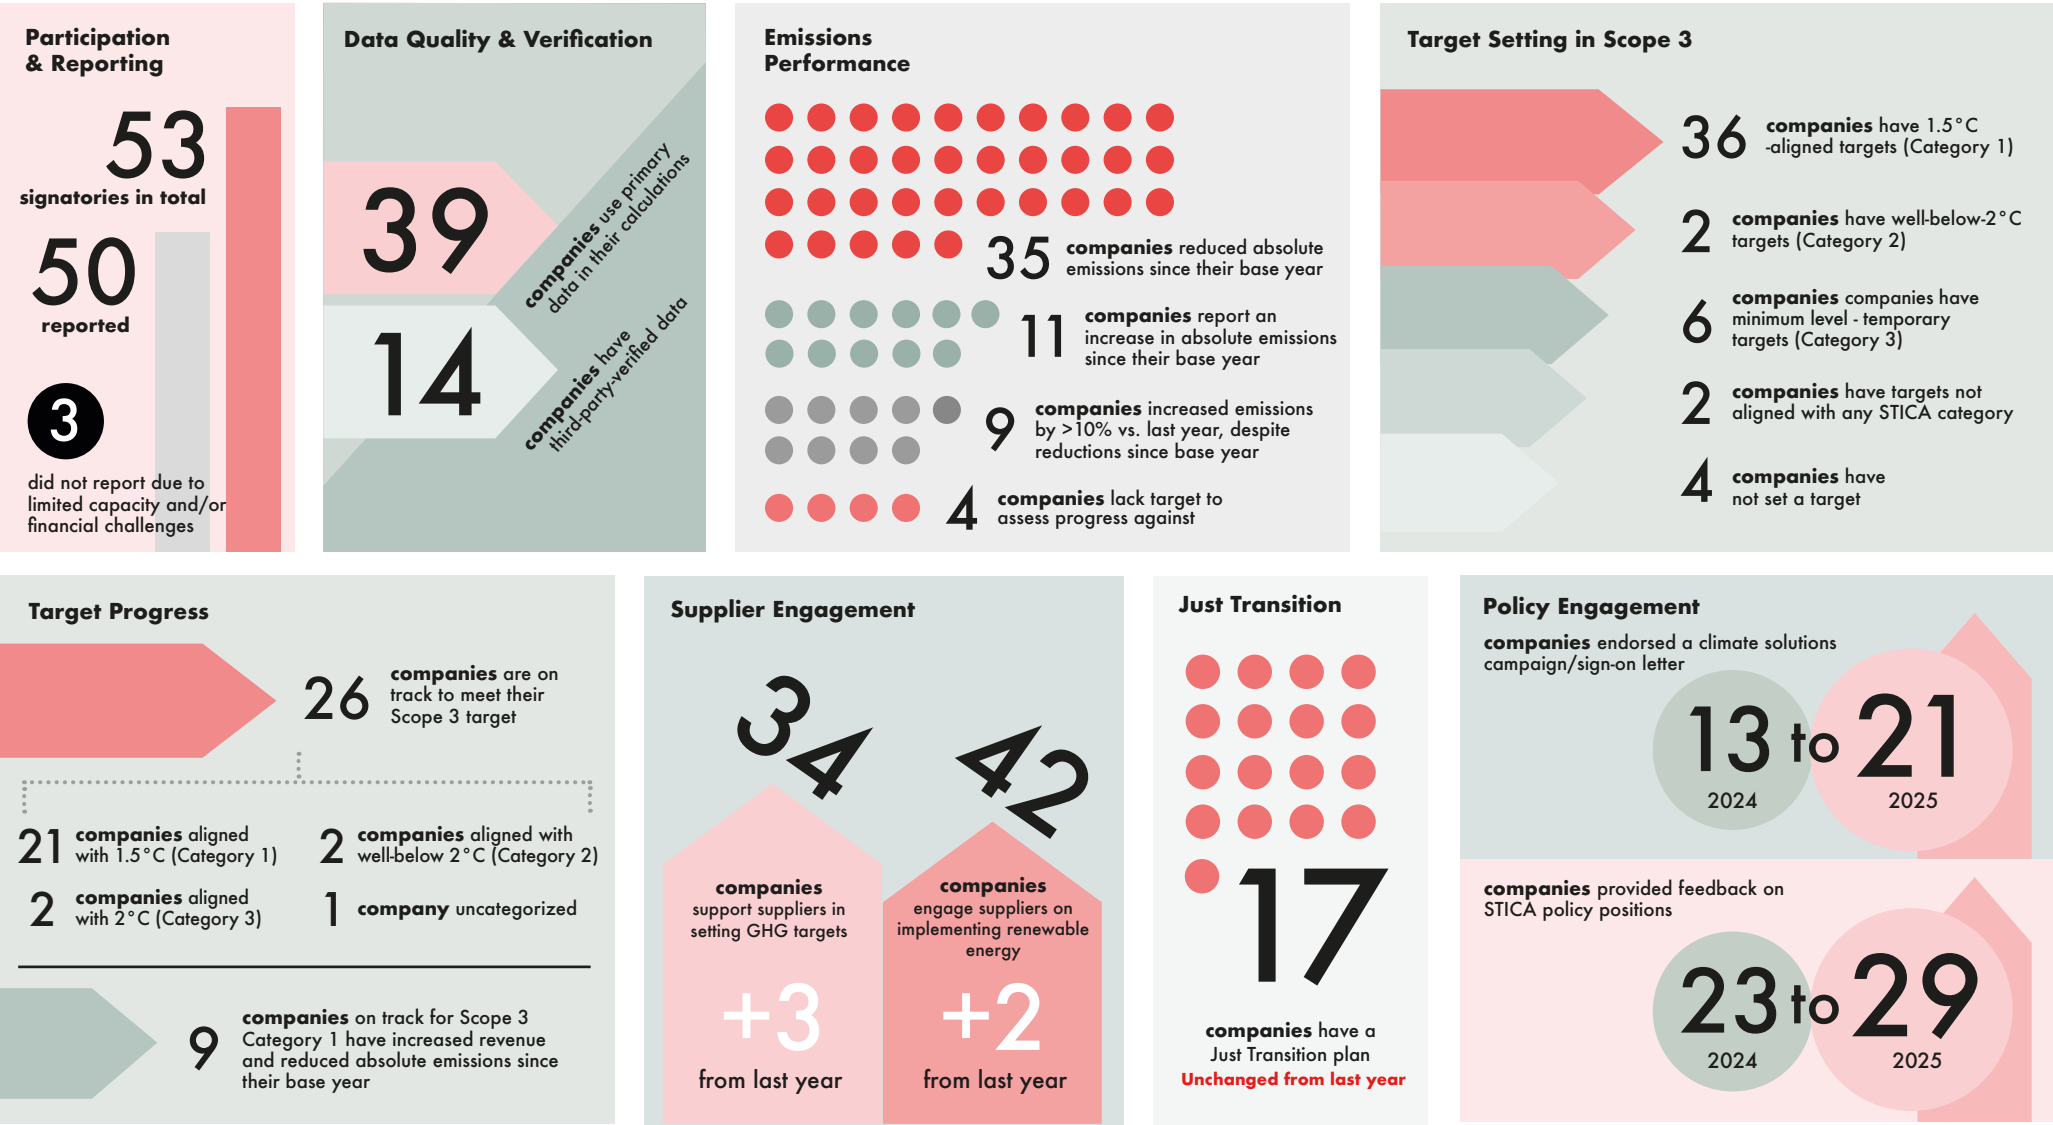 Participation
& Reporting
53
signatories in total
50
reported
3
did not report due to
limited capacity and/or
financial challenges
Data Quality & Verification
39
companies use primary
data in their calculations
14
companies have
third-party-verified data
Emissions
Performance
35
companies reduced absolute
emissions since their base year
11
companies report an
increase in absolute emissions
since their base year
9
companies increased emissions
by >10% vs. last year, despite
reductions since base year
4
companies lack target to
assess progress against
Target Setting in Scope 3
36
companies have 1.5°C
-aligned targets (Category 1)
2
companies have well-below-2°C
targets (Category 2)
6
companies companies have
minimum level - temporary
targets (Category 3)
2
companies have targets not
aligned with any STICA category
4
companies have
not set a target
Target Progress
26
companies are on
track to meet their
Scope 3 target
21
companies aligned
with 1.5°C (Category 1)
2
companies aligned with
well-below 2°C (Category 2)
2
companies aligned
with 2°C (Category 3)
1
company uncategorized
9
companies on track for Scope 3
Category 1 have increased revenue
and reduced absolute emissions since
their base year
Supplier Engagement
34
companies
support suppliers in
setting GHG targets
+3
from last year
42
companies
engage suppliers on
implementing renewable
energy
+2
from last year
Just Transition
17
companies have a
Just Transition plan
Unchanged from last year
Policy Engagement
companies endorsed a climate solutions
campaign/sign-on letter
13 to 21
2024 2025
companies provided feedback on
STICA policy positions
23 to 29
2024 2025